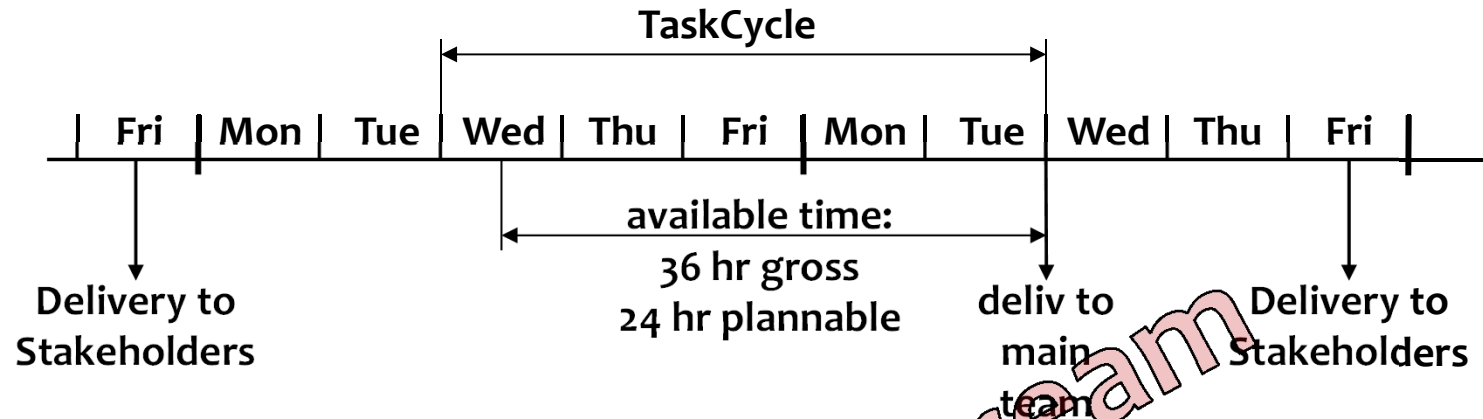 TaskCycle
Fri Mon Tue Wed Thu Fri Mon Tue Wed Thu Fri
available time:
36 hr gross
24 hr plannable
Delivery to
Stakeholders
deliv to
main
team
Delivery to
Stakeholders